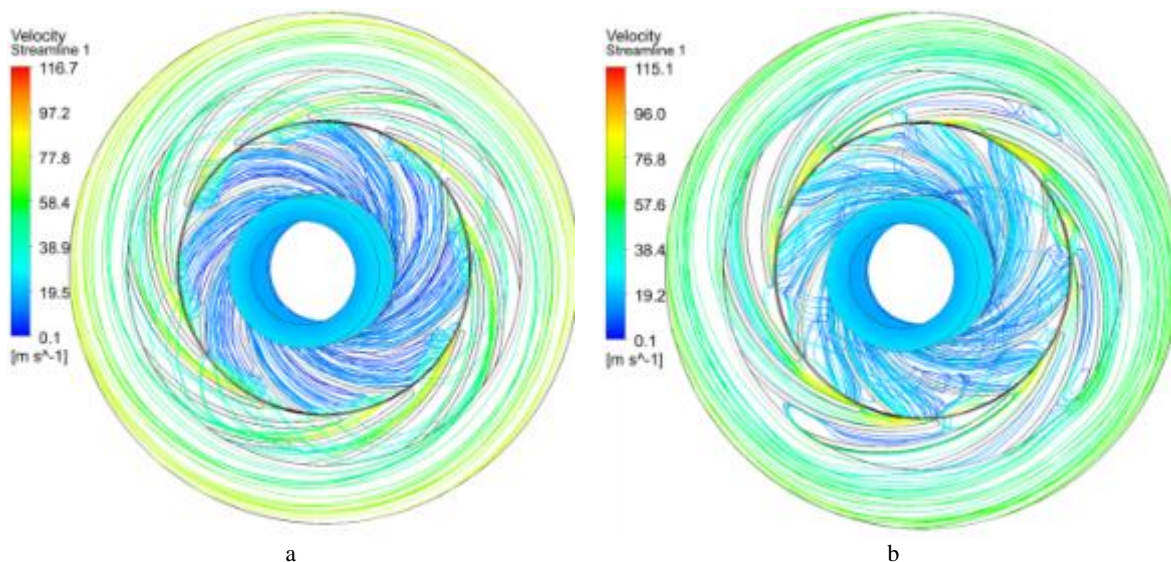 Velocity
Streamline 1
116.7
97.2
77.8
58.4
38.9
19.5
0.1
[m s^-1]
a
Velocity
Streamline 1
115.1
96.0
76.8
57.6
38.4
19.2
0.1
[m s^-1]
b